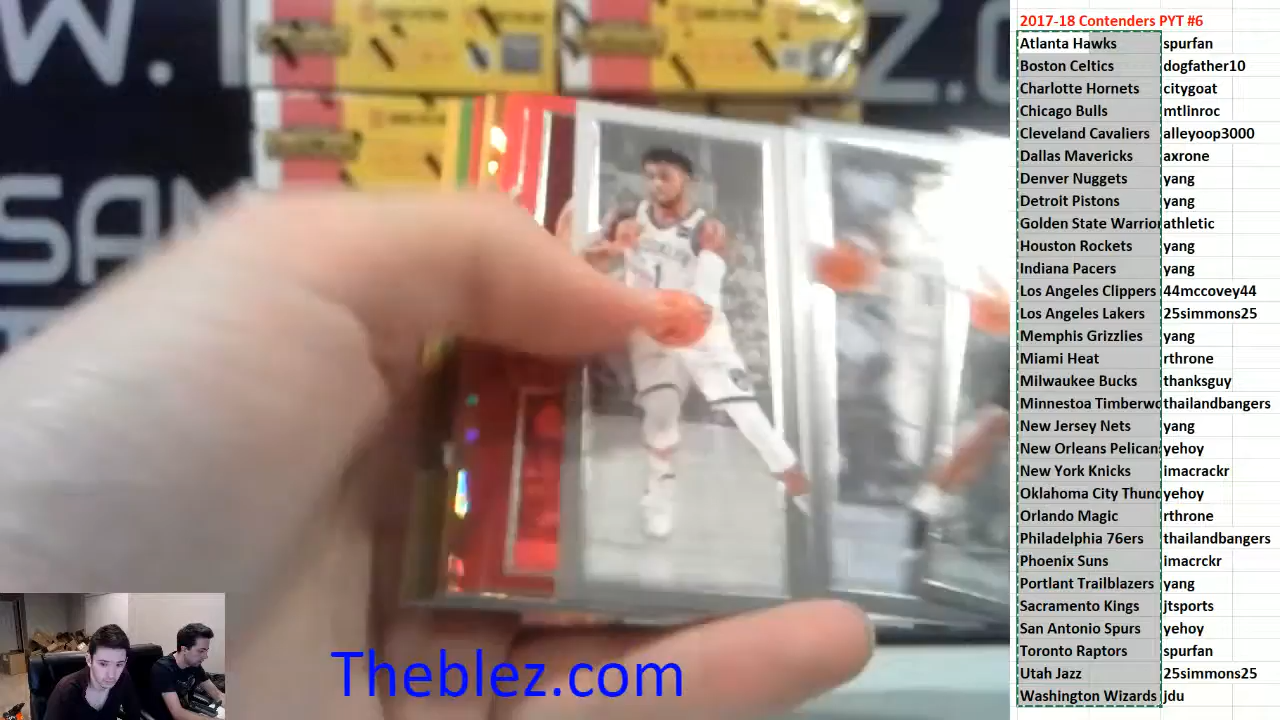 2017-18 Contenders PYT #6
Atlanta Hawks spurfan
Boston Celtics dogfather10
Charlotte Hornets citygoat
Chicago Bulls mtlinroc
Cleveland Cavaliers alleyoop3000
Dallas Mavericks axrone
Denver Nuggets yang
Detroit Pistons yang
Golden State Warrior athletic
Houston Rockets yang
Indiana Pacers yang
Los Angeles Clippers 44mccovey44
Los Angeles Lakers 25simmons25
Memphis Grizzlies yang
Miami Heat rthrone
Milwaukee Bucks thanksguy
Minnestoa Timberwo thailandbangers
New Jersey Nets yang
New Orleans Pelican yehoy
New York Knicks imacrackr
Oklahoma City Thund yehoy
Orlando Magic rthrone
Philadelphia 76ers thailandbangers
Phoenix Suns imacrckr
Portlant Trailblazers yang
Sacramento Kings jtsports
San Antonio Spurs yehoy
Toronto Raptors spurfan
Utah Jazz 25simmons25
Washington Wizards jdu
Theblez.com